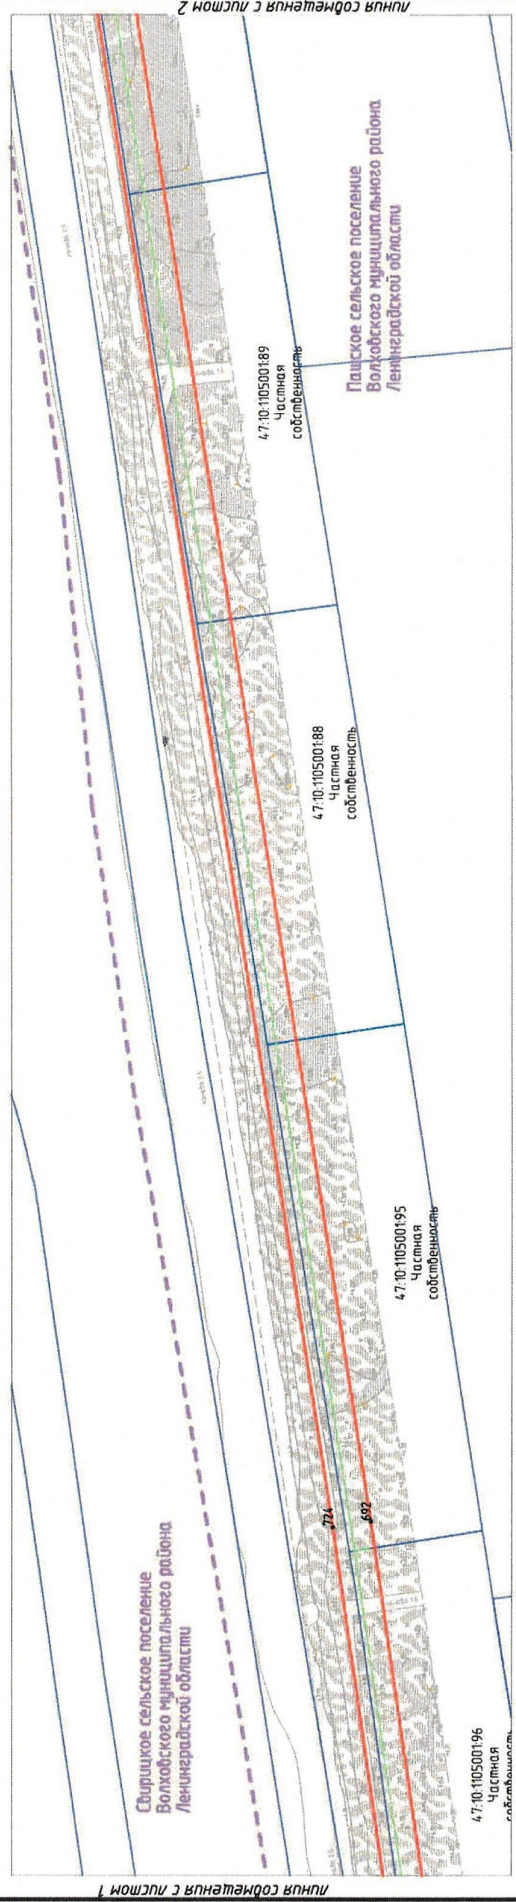 линия совмещения с листом 2
Пашское сельское поселение
Волховского муниципального района
Ленинградской области
47:10:1105001:89
Частная
собственность
47:10:1105001:88
Частная
собственность
47:10:1105001:95
Частная
собственность
724
692
Свирицкое сельское поселение
Волховского муниципального района
Ленинградской области
47:10:1105001:96
Частная
собственность
линия совмещения с листом 1